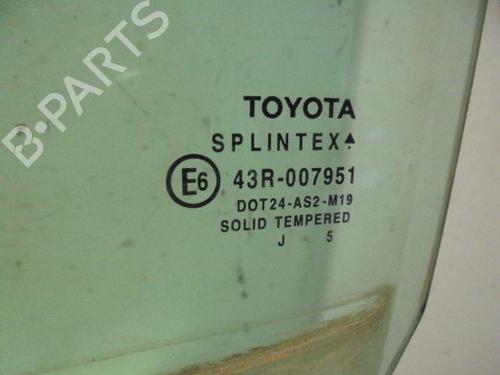 B-PARTS
TOYOTA
SPLINTEX
E6 43R-007951
DOT24-AS2-M19
SOLID TEMPERED
J 5